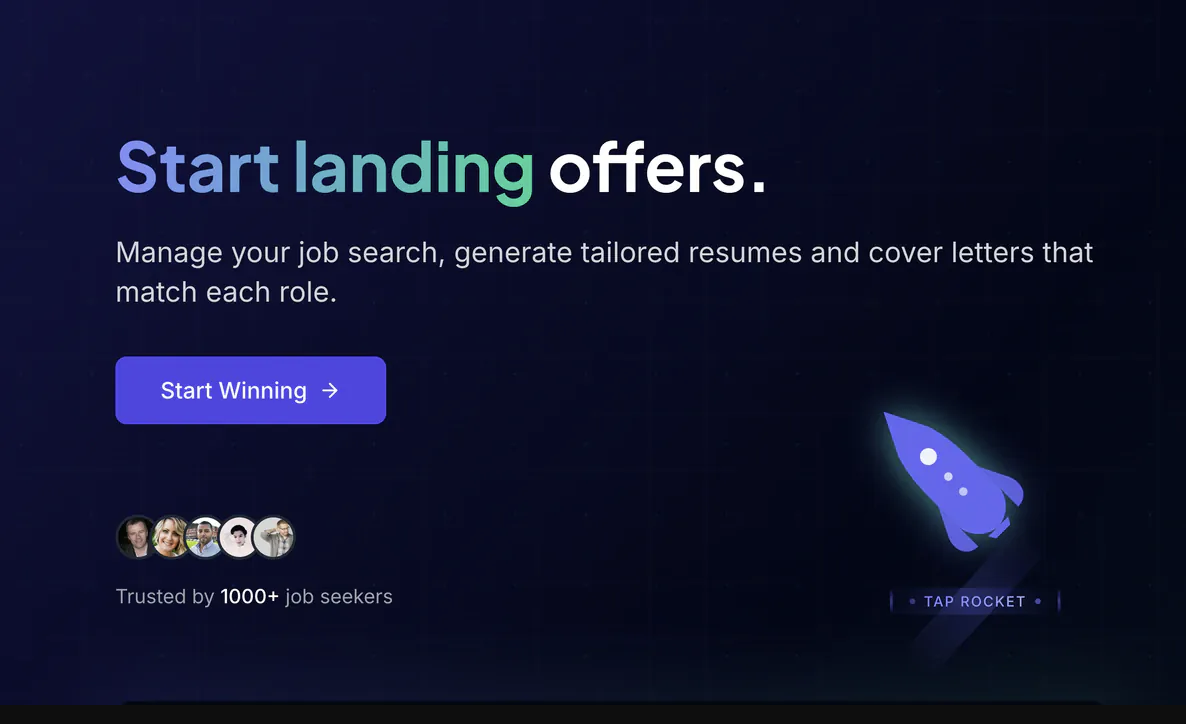 Start landing offers.
Manage your job search, generate tailored resumes and cover letters that
match each role.
Start Winning →
Trusted by 1000+ job seekers
• TAP ROCKET •